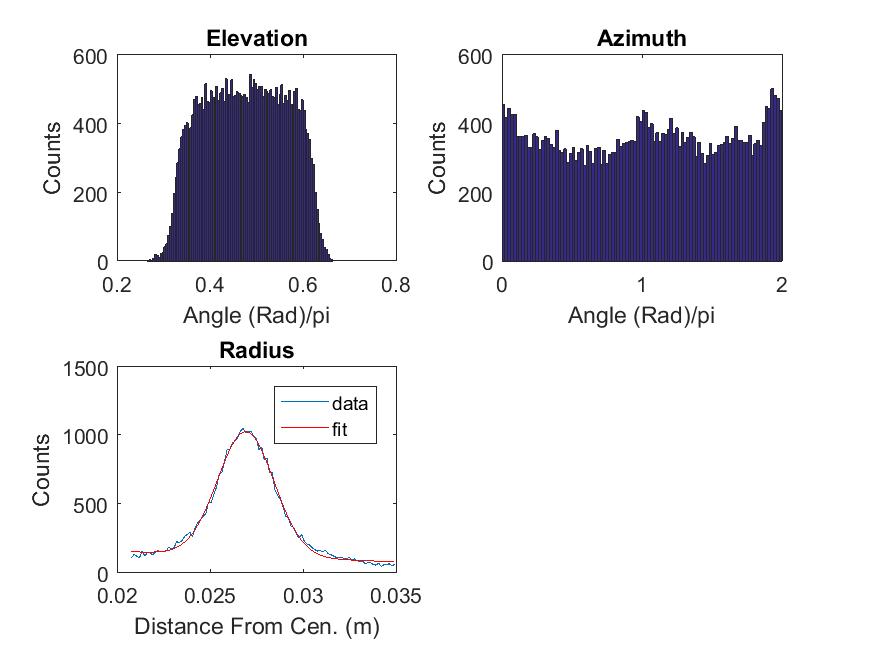 Elevation
600
400
200
0
Counts
0.2 0.4 0.6 0.8
Angle (Rad)/pi
Azimuth
600
400
200
0
Counts
0 1 2
Angle (Rad)/pi
Radius
1500
1000
500
0
Counts
data
fit
0.02 0.025 0.03 0.035
Distance From Cen. (m)